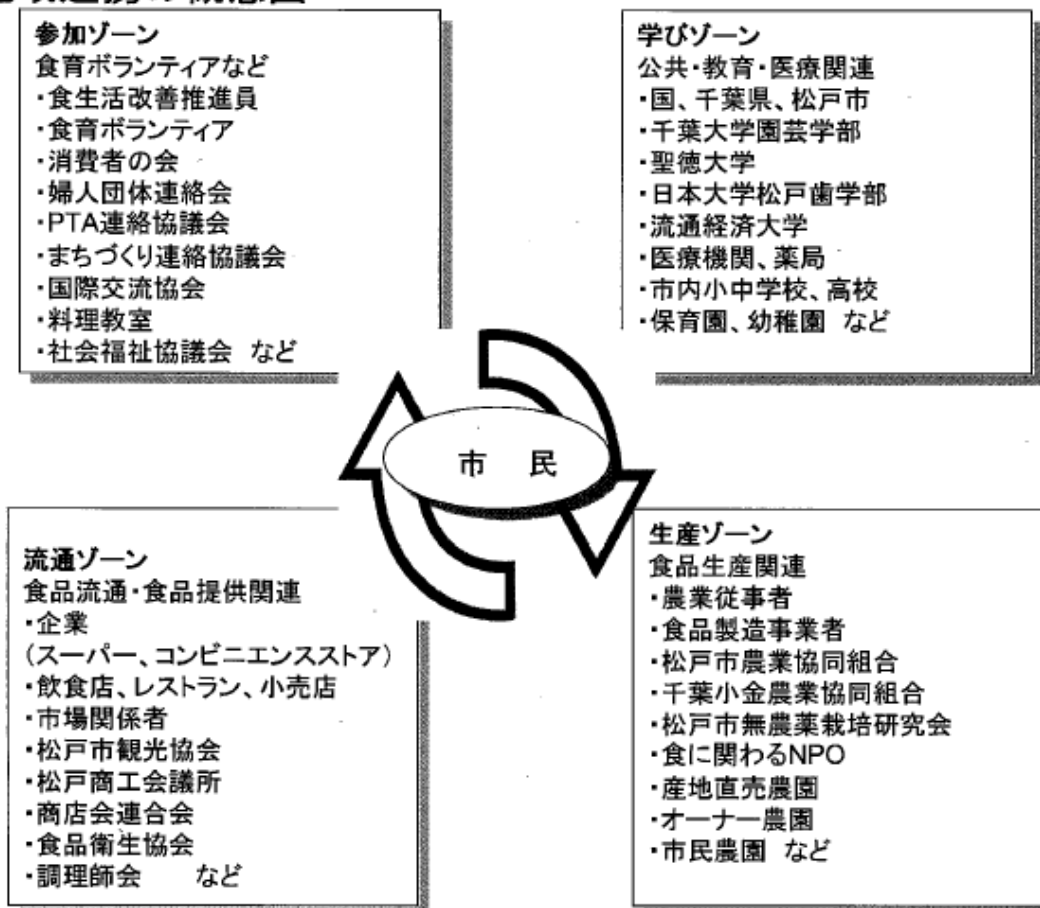 参加ゾーン
食育ボランティアなど
・食生活改善推進員
・食育ボランティア
・消費者の会
・婦人団体連絡会
・PTA連絡協議会
・まちづくり連絡協議会
・国際交流協会
・料理教室
・社会福祉協議会 など
学びゾーン
公共・教育・医療関連
・国、千葉県、松戸市
・千葉大学園芸学部
・聖徳大学
・日本大学松戸歯学部
・流通経済大学
・医療機関、薬局
・市内小中学校、高校
・保育園、幼稚園 など
市 民
流通ゾーン
食品流通・食品提供関連
・企業
(スーパー、コンビニエンスストア)
・飲食店、レストラン、小売店
・市場関係者
・松戸市観光協会
・松戸商工会議所
・商店会連合会
・食品衛生協会
・調理師会 など
生産ゾーン
食品生産関連
・農業従事者
・食品製造事業者
・松戸市農業協同組合
・千葉小金農業協同組合
・松戸市無農薬栽培研究会
・食に関わるNPO
・産地直売農園
・オーナー農園
・市民農園 など